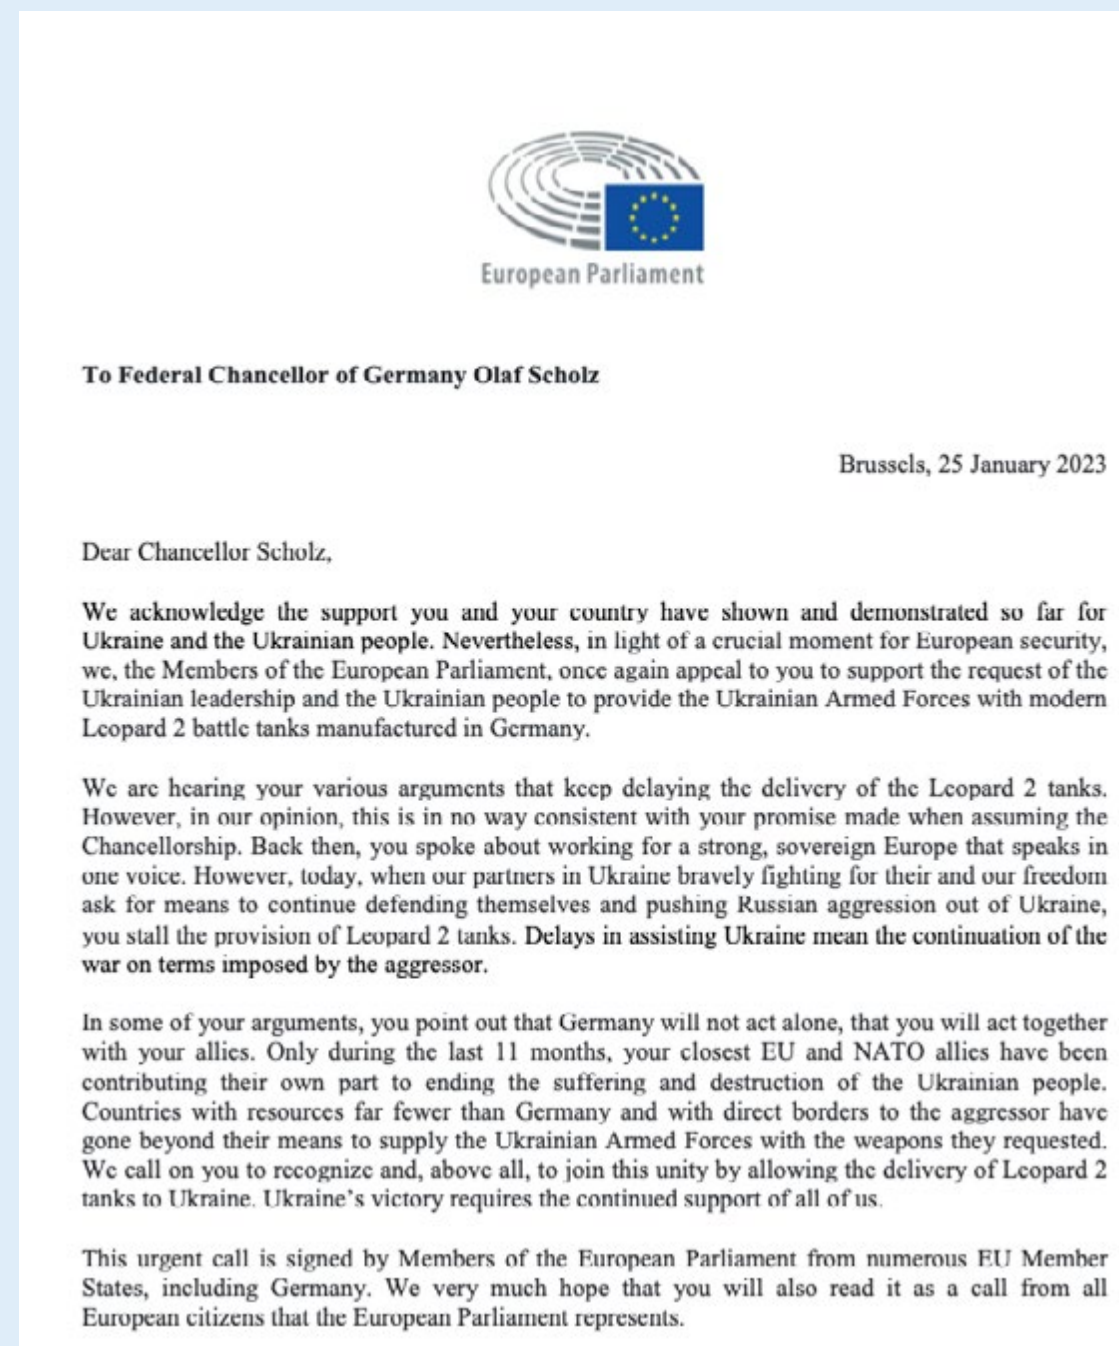 European Parliament
To Federal Chancellor of Germany Olaf Scholz
Brussels, 25 January 2023
Dear Chancellor Scholz,
We acknowledge the support you and your country have shown and demonstrated so far for
Ukraine and the Ukrainian people. Nevertheless, in light of a crucial moment for European security,
we, the Members of the European Parliament, once again appeal to you to support the request of the
Ukrainian leadership and the Ukrainian people to provide the Ukrainian Armed Forces with modern
Leopard 2 battle tanks manufactured in Germany.
We are hearing your various arguments that keep delaying the delivery of the Leopard 2 tanks.
However, in our opinion, this is in no way consistent with your promise made when assuming the
Chancellorship. Back then, you spoke about working for a strong, sovereign Europe that speaks in
one voice. However, today, when our partners in Ukraine bravely fighting for their and our freedom
ask for means to continue defending themselves and pushing Russian aggression out of Ukraine,
you stall the provision of Leopard 2 tanks. Delays in assisting Ukraine mean the continuation of the
war on terms imposed by the aggressor.
In some of your arguments, you point out that Germany will not act alone, that you will act together
with your allies. Only during the last 11 months, your closest EU and NATO allies have been
contributing their own part to ending the suffering and destruction of the Ukrainian people.
Countries with resources far fewer than Germany and with direct borders to the aggressor have
gone beyond their means to supply the Ukrainian Armed Forces with the weapons they requested.
We call on you to recognize and, above all, to join this unity by allowing the delivery of Leopard 2
tanks to Ukraine. Ukraine's victory requires the continued support of all of us.
This urgent call is signed by Members of the European Parliament from numerous EU Member
States, including Germany. We very much hope that you will also read it as a call from all
European citizens that the European Parliament represents.